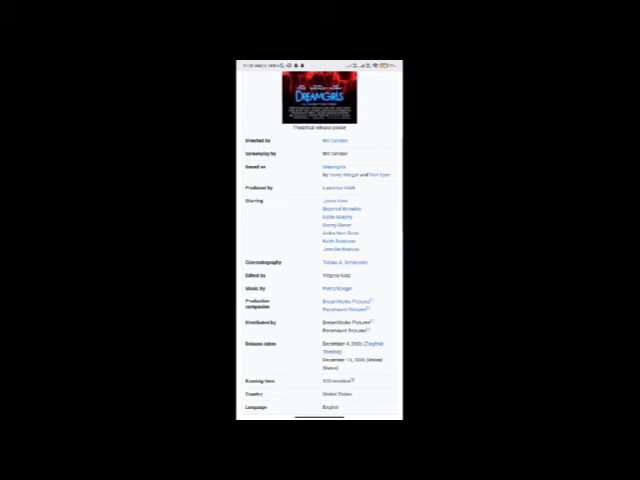 DREAMGIRLS
Theatrical release poster
Directed by Bill Condon
Screenplay by Bill Condon
Based on Dreamgirls
by Henry Krieger and Tom Eyen
Produced by Laurence Mark
Starring Jamie Foxx
Beyoncé Knowles
Eddie Murphy
Danny Glover
Anika Noni Rose
Keith Robinson
Jennifer Hudson
Cinematography Tobias A. Schliessler
Edited by Virginia Katz
Music by Henry Krieger
Production DreamWorks Pictures
companies Paramount Pictures
Distributed by DreamWorks Pictures
Paramount Pictures
Release dates December 4, 2006 (Ziegfeld
Theatre)
December 15, 2006 (United
States)
Running time 130 minutes
Country United States
Language English